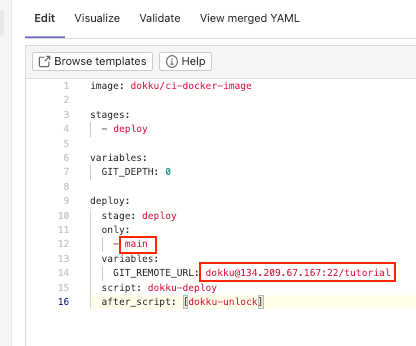 Edit Visualize Validate View merged YAML
Browse templates Help
1 image: dokku/ci-docker-image
2
3 stages:
4 - deploy
5
6 variables:
7 GIT_DEPTH: 0
8
9 deploy:
10 stage: deploy
11 only:
12 - main
13 variables:
14 GIT_REMOTE_URL: dokku@134.209.67.167:22/tutorial
15 script: dokku-deploy
16 after_script: [dokku-unlock]